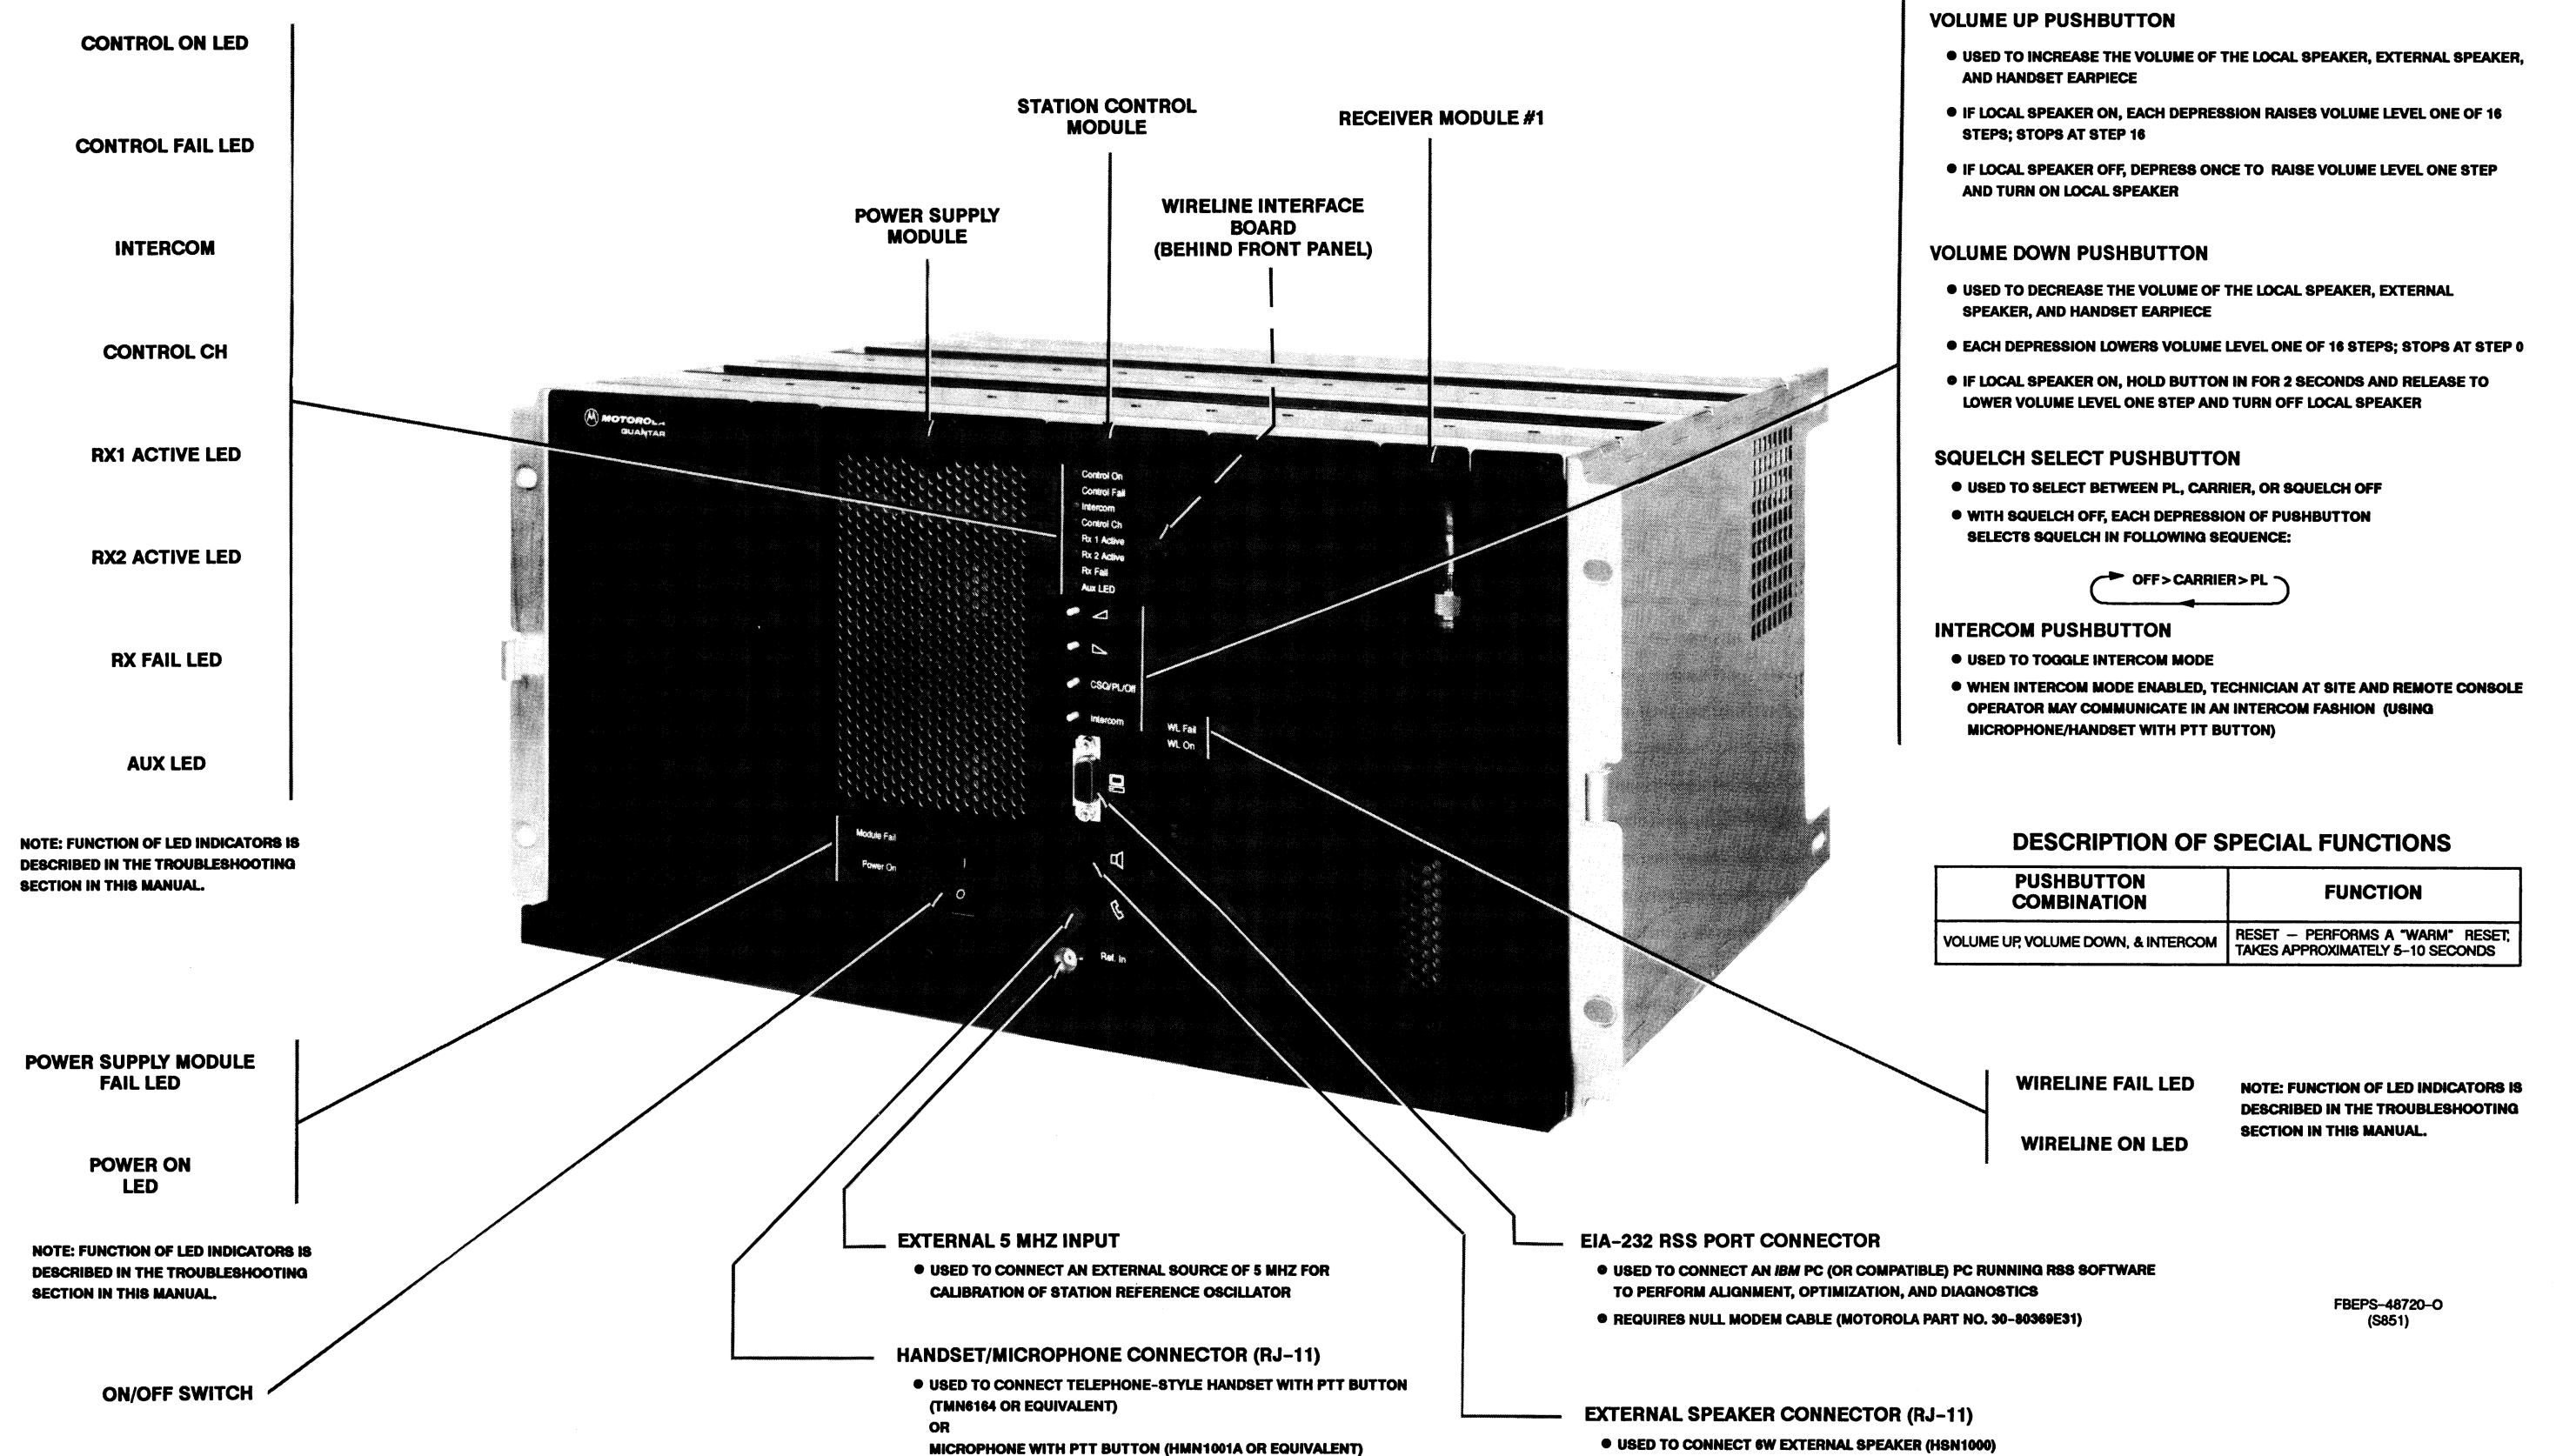 CONTROL ON LED
CONTROL FAIL LED
INTERCOM
CONTROL CH
RX1 ACTIVE LED
RX2 ACTIVE LED
RX FAIL LED
AUX LED
NOTE: FUNCTION OF LED INDICATORS IS
DESCRIBED IN THE TROUBLESHOOTING
SECTION IN THIS MANUAL.
POWER SUPPLY MODULE
FAIL LED
POWER ON
LED
NOTE: FUNCTION OF LED INDICATORS IS
DESCRIBED IN THE TROUBLESHOOTING
SECTION IN THIS MANUAL.
ON/OFF SWITCH
STATION CONTROL
MODULE
RECEIVER MODULE #1
POWER SUPPLY
MODULE
WIRELINE INTERFACE
BOARD
(BEHIND FRONT PANEL)
MOTOROLA
QUANTAR
Control On
Control Fail
Intercom
Control Ch
Rx 1 Active
Rx 2 Active
Rx Fail
Aux LED
CSQ/PL/Off
Intercom
WL Fail
WL On
Module Fail
Power On
Ref. In
EXTERNAL 5 MHZ INPUT
● USED TO CONNECT AN EXTERNAL SOURCE OF 5 MHZ FOR
CALIBRATION OF STATION REFERENCE OSCILLATOR
HANDSET/MICROPHONE CONNECTOR (RJ-11)
● USED TO CONNECT TELEPHONE-STYLE HANDSET WITH PTT BUTTON
(TMN6164 OR EQUIVALENT)
OR
MICROPHONE WITH PTT BUTTON (HMN1001A OR EQUIVALENT)
VOLUME UP PUSHBUTTON
● USED TO INCREASE THE VOLUME OF THE LOCAL SPEAKER, EXTERNAL SPEAKER,
AND HANDSET EARPIECE
● IF LOCAL SPEAKER ON, EACH DEPRESSION RAISES VOLUME LEVEL ONE OF 16
STEPS; STOPS AT STEP 16
● IF LOCAL SPEAKER OFF, DEPRESS ONCE TO RAISE VOLUME LEVEL ONE STEP
AND TURN ON LOCAL SPEAKER
VOLUME DOWN PUSHBUTTON
● USED TO DECREASE THE VOLUME OF THE LOCAL SPEAKER, EXTERNAL
SPEAKER, AND HANDSET EARPIECE
● EACH DEPRESSION LOWERS VOLUME LEVEL ONE OF 16 STEPS; STOPS AT STEP 0
● IF LOCAL SPEAKER ON, HOLD BUTTON IN FOR 2 SECONDS AND RELEASE TO
LOWER VOLUME LEVEL ONE STEP AND TURN OFF LOCAL SPEAKER
SQUELCH SELECT PUSHBUTTON
● USED TO SELECT BETWEEN PL, CARRIER, OR SQUELCH OFF
● WITH SQUELCH OFF, EACH DEPRESSION OF PUSHBUTTON
SELECTS SQUELCH IN FOLLOWING SEQUENCE:
OFF>CARRIER>PL
INTERCOM PUSHBUTTON
● USED TO TOGGLE INTERCOM MODE
● WHEN INTERCOM MODE ENABLED, TECHNICIAN AT SITE AND REMOTE CONSOLE
OPERATOR MAY COMMUNICATE IN AN INTERCOM FASHION (USING
MICROPHONE/HANDSET WITH PTT BUTTON)
DESCRIPTION OF SPECIAL FUNCTIONS
PUSHBUTTON
COMBINATION
FUNCTION
VOLUME UP, VOLUME DOWN, & INTERCOM
RESET – PERFORMS A "WARM" RESET,
TAKES APPROXIMATELY 5-10 SECONDS
WIRELINE FAIL LED
WIRELINE ON LED
NOTE: FUNCTION OF LED INDICATORS IS
DESCRIBED IN THE TROUBLESHOOTING
SECTION IN THIS MANUAL.
EIA-232 RSS PORT CONNECTOR
● USED TO CONNECT AN IBM PC (OR COMPATIBLE) PC RUNNING RSS SOFTWARE
TO PERFORM ALIGNMENT, OPTIMIZATION, AND DIAGNOSTICS
● REQUIRES NULL MODEM CABLE (MOTOROLA PART NO. 30-80369E31)
EXTERNAL SPEAKER CONNECTOR (RJ-11)
● USED TO CONNECT 6W EXTERNAL SPEAKER (HSN1000)
FBEPS-48720-O
(S851)